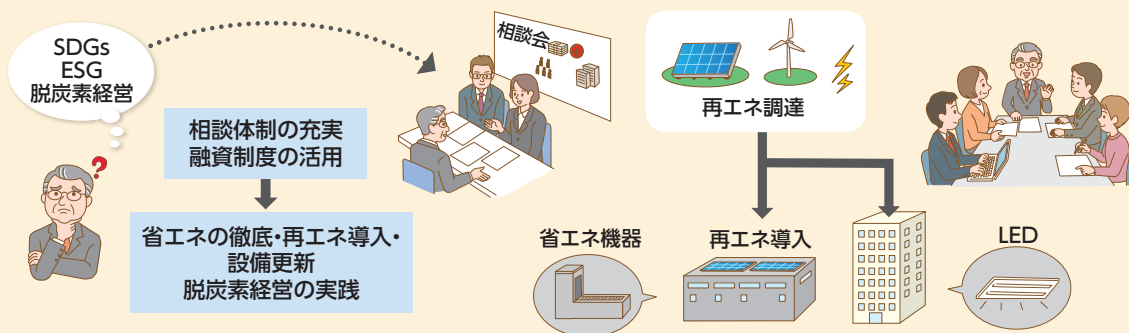 SDGs
ESG
脱炭素経営
?
相談体制の充実
融資制度の活用
省エネの徹底・再エネ導入・
設備更新
脱炭素経営の実践
相談会
再エネ調達
省エネ機器
再エネ導入
LED